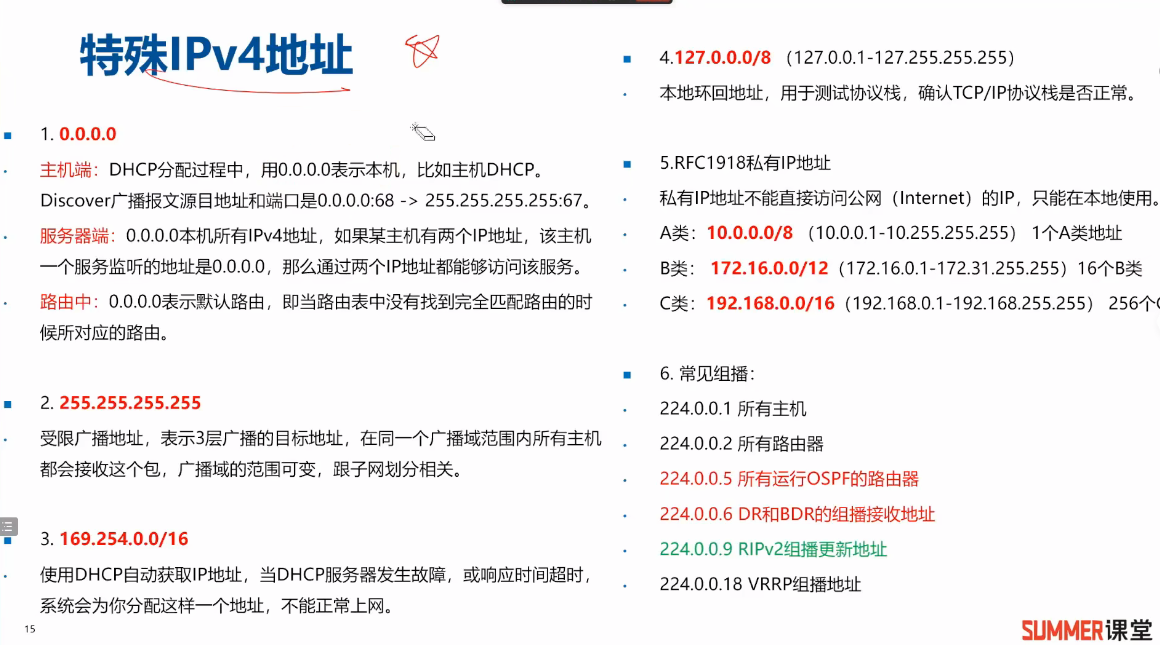 特殊IPv4地址
1. 0.0.0.0
主机端：DHCP分配过程中，用0.0.0.0表示本机，比如主机DHCP。
Discover广播报文源目地址和端口是0.0.0.0:68 -> 255.255.255.255:67。
服务器端：0.0.0.0本机所有IPv4地址，如果某主机有两个IP地址，该主机
一个服务监听的地址是0.0.0.0，那么通过两个IP地址都能够访问该服务。
路由中：0.0.0.0表示默认路由，即当路由表中没有找到完全匹配路由的时
候所对应的路由。
2. 255.255.255.255
受限广播地址，表示3层广播的目标地址，在同一个广播域范围内所有主机
都会接收这个包，广播域的范围可变，跟子网划分相关。
3. 169.254.0.0/16
使用DHCP自动获取IP地址，当DHCP服务器发生故障，或响应时间超时，
系统会为你分配这样一个地址，不能正常上网。
15
4.127.0.0.0/8 （127.0.0.1-127.255.255.255）
本地环回地址，用于测试协议栈，确认TCP/IP协议栈是否正常。
5.RFC1918私有IP地址
私有IP地址不能直接访问公网（Internet）的IP，只能在本地使用。
A类：10.0.0.0/8 （10.0.0.1-10.255.255.255） 1个A类地址
B类： 172.16.0.0/12（172.16.0.1-172.31.255.255）16个B类
C类：192.168.0.0/16（192.168.0.1-192.168.255.255） 256个C
6. 常见组播：
224.0.0.1 所有主机
224.0.0.2 所有路由器
224.0.0.5 所有运行OSPF的路由器
224.0.0.6 DR和BDR的组播接收地址
224.0.0.9 RIPv2组播更新地址
224.0.0.18 VRRP组播地址
SUMMER课堂